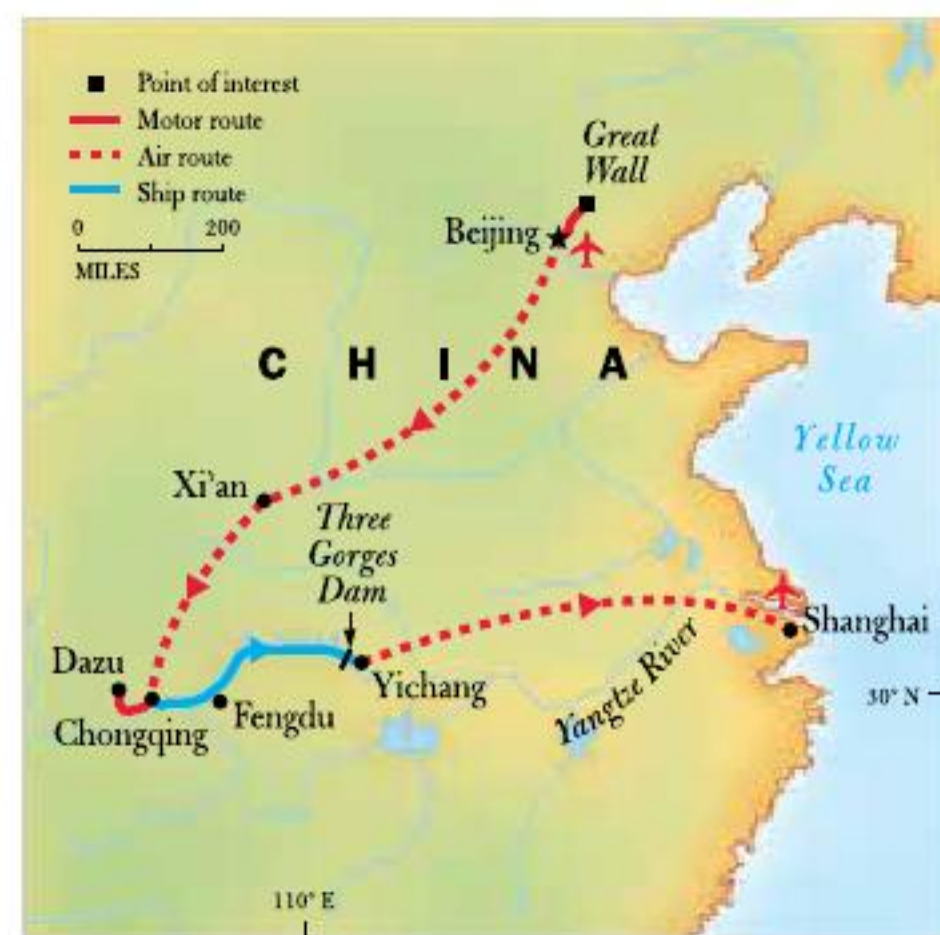 Point of interest
Motor route
Air route
Ship route
0 200
MILES
Great
Wall
Beijing
CHINA
Yellow
Sea
Xi'an
Three
Gorges
Dam
Shanghai
Dazu
Yichang
Yangtze River
30° N
Chongqing
Fengdu
110° E